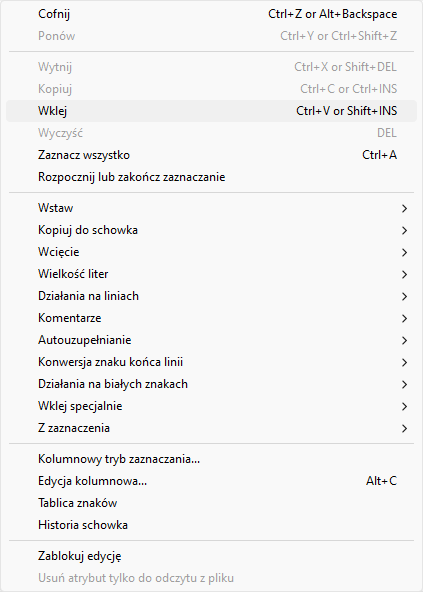 Cofnij Ctrl+Z or Alt+Backspace
Ponów Ctrl+Y or Ctrl+Shift+Z
Wytnij Ctrl+X or Shift+DEL
Kopiuj Ctrl+C or Ctrl+INS
Wklej Ctrl+V or Shift+INS
Wyczyść DEL
Zaznacz wszystko Ctrl+A
Rozpocznij lub zakończ zaznaczanie
Wstaw
Kopiuj do schowka
Wcięcie
Wielkość liter
Działania na liniach
Komentarze
Autouzupełnianie
Konwersja znaku końca linii
Działania na białych znakach
Wklej specjalnie
Z zaznaczenia
Kolumnowy tryb zaznaczania...
Edycja kolumnowa... Alt+C
Tablica znaków
Historia schowka
Zablokuj edycję
Usuń atrybut tylko do odczytu z pliku